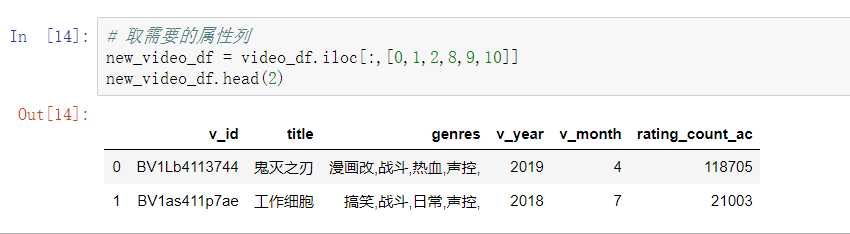 In [14]:
# 取需要的属性列
new_video_df = video_df.iloc[:,[0,1,2,8,9,10]]
new_video_df.head(2)
Out[14]:
v_id title genres v_year v_month rating_count_ac
0 BV1Lb4113744 鬼灭之刃 漫画改,战斗,热血,声控, 2019 4 118705
1 BV1as411p7ae 工作细胞 搞笑,战斗,日常,声控, 2018 7 21003